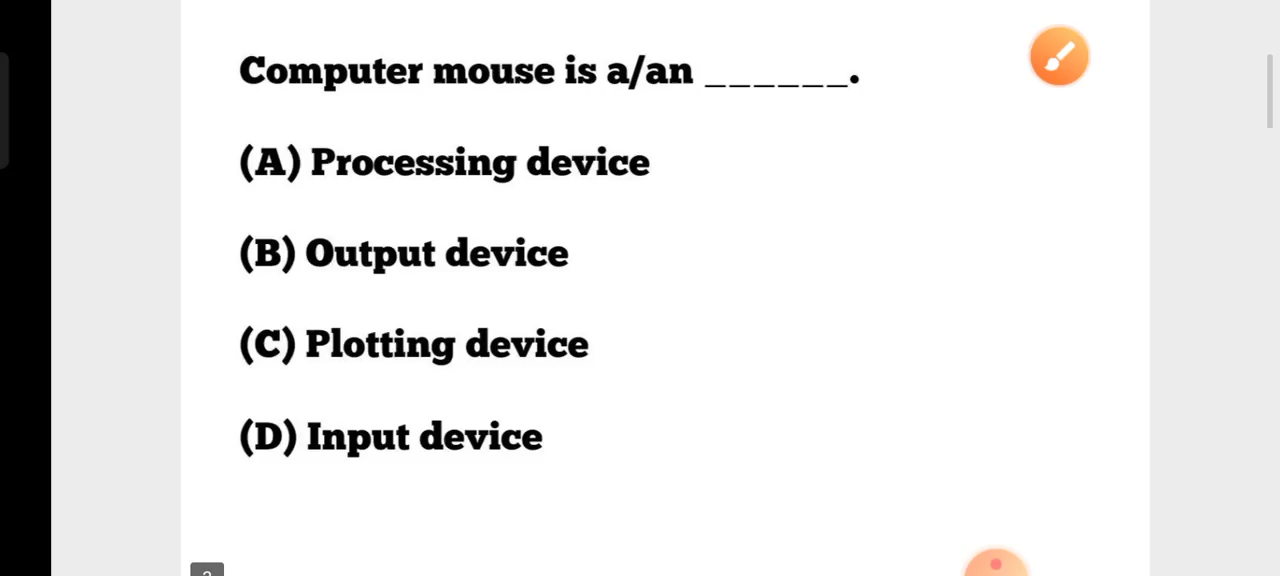 Computer mouse is a/an ______.
(A) Processing device
(B) Output device
(C) Plotting device
(D) Input device